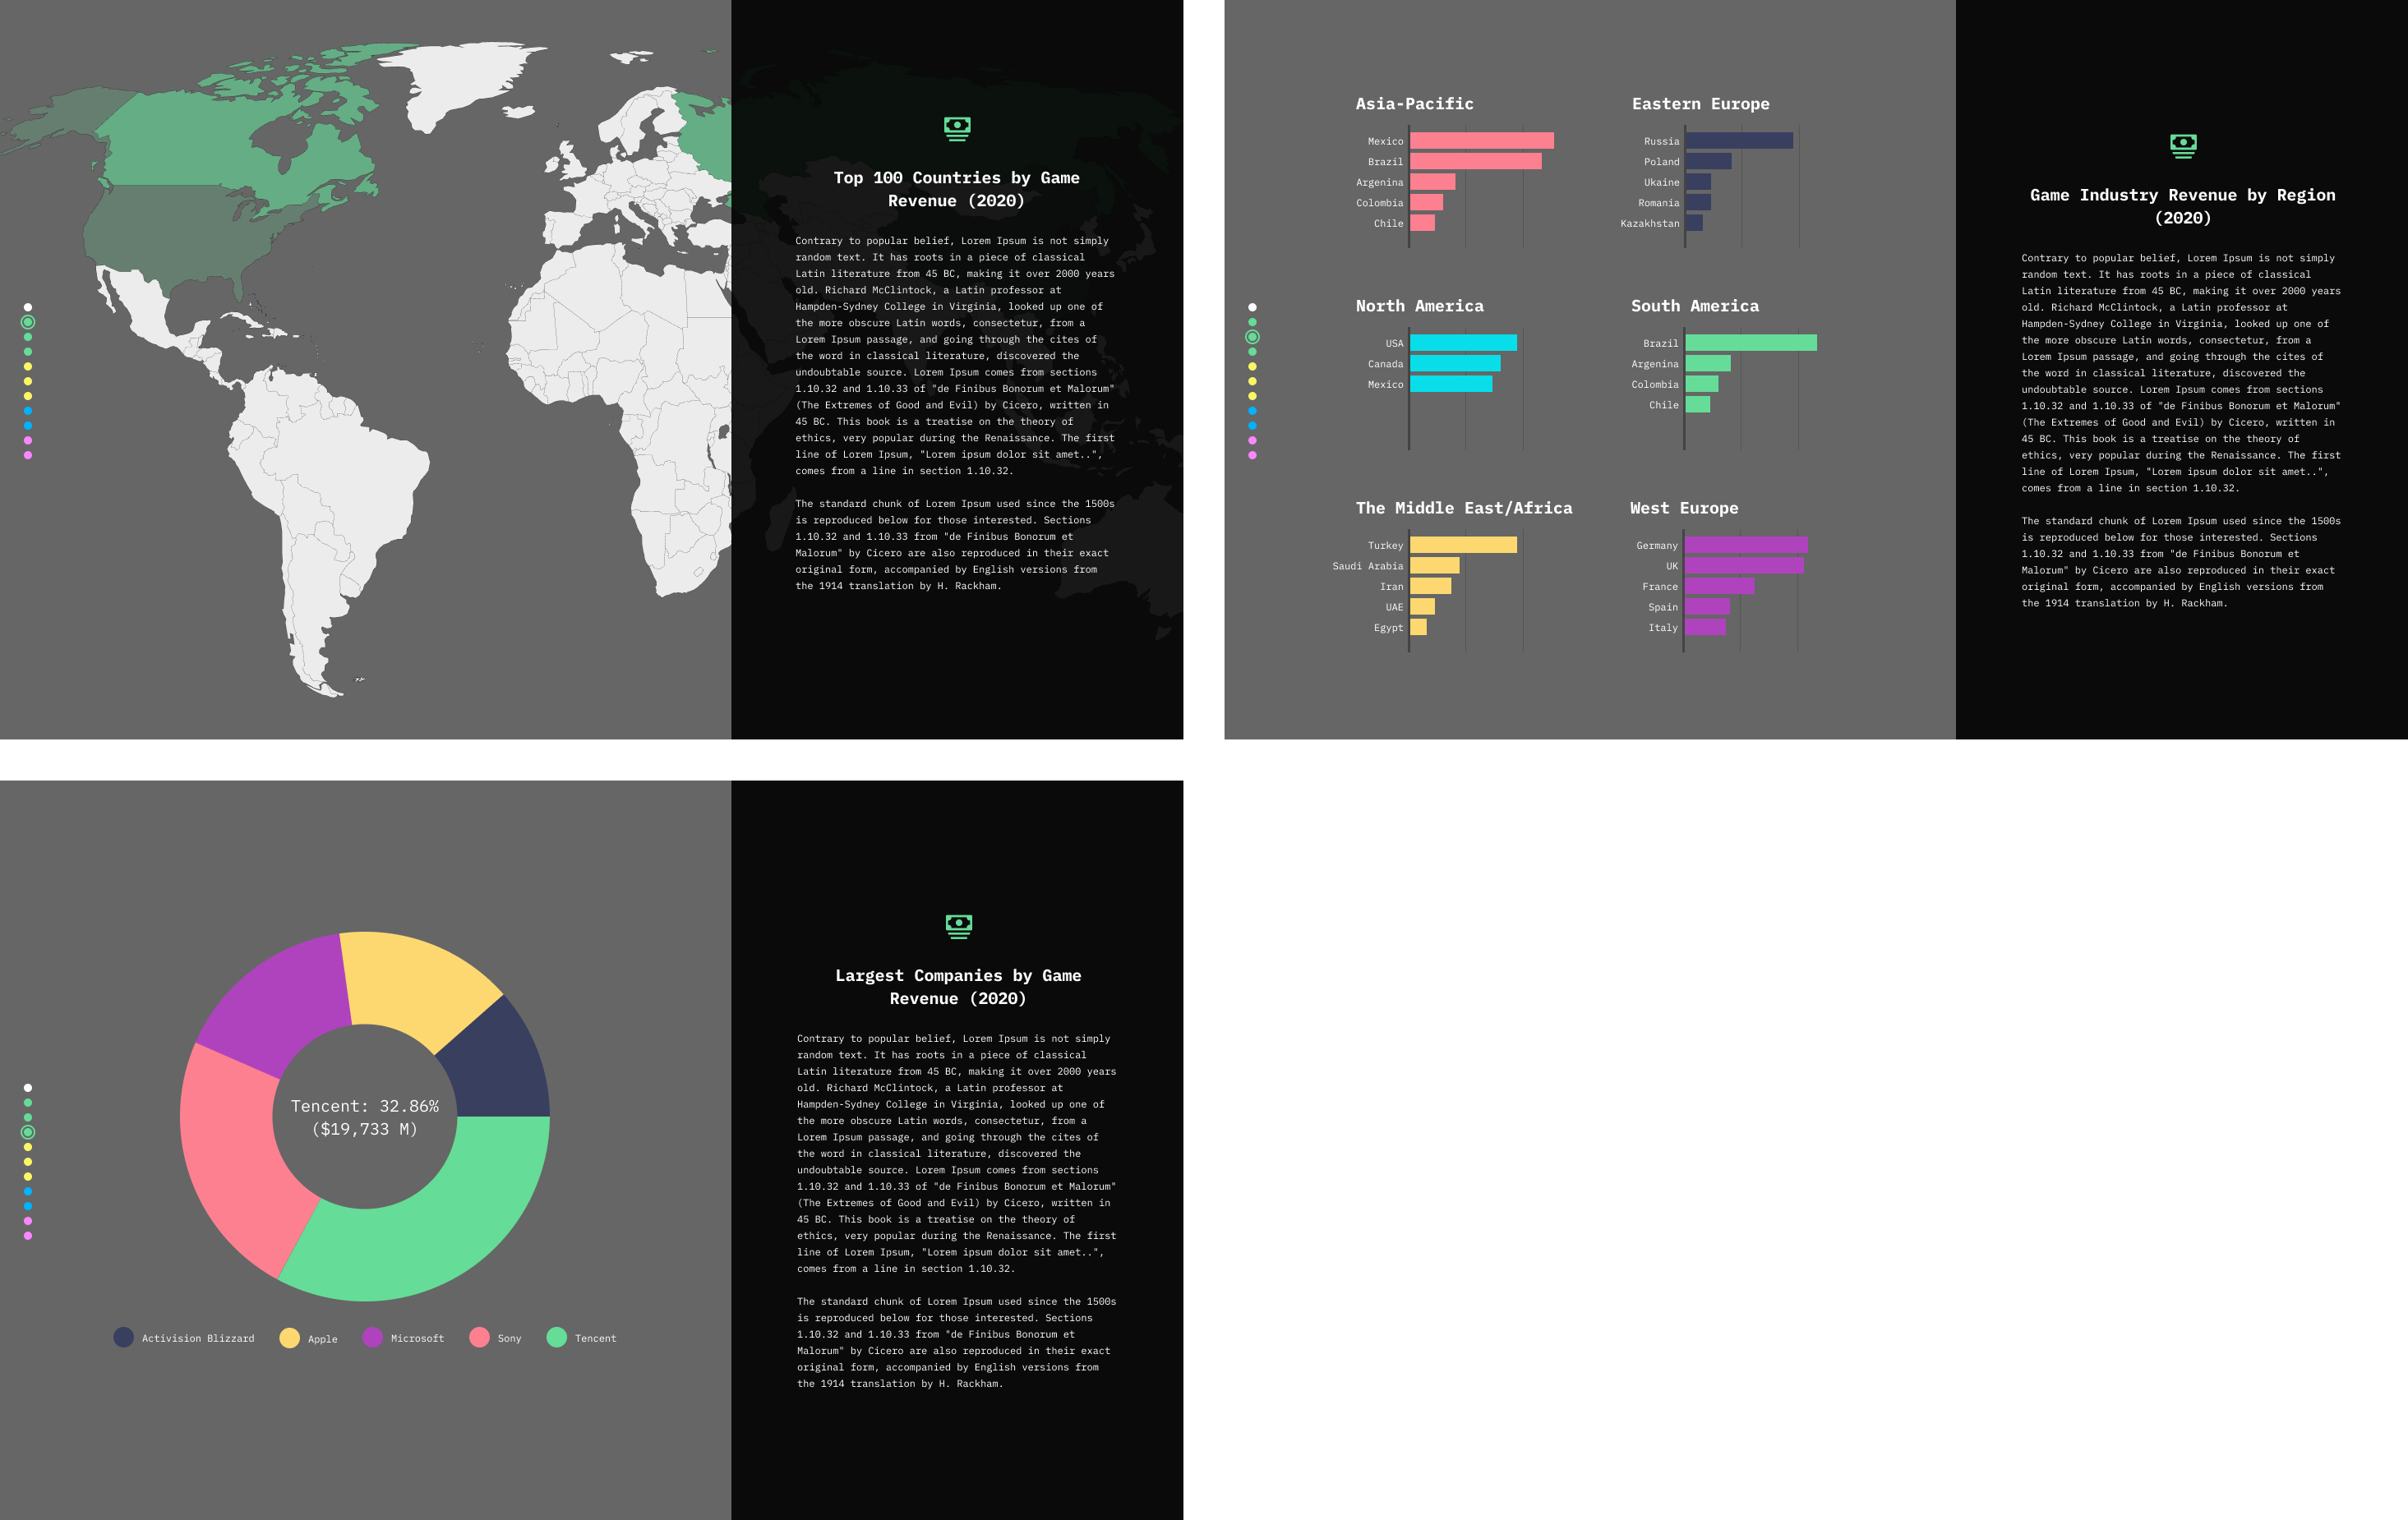 Top 100 Countries by Game
Revenue (2020)
Contrary to popular belief, Lorem Ipsum is not simply
random text. It has roots in a piece of classical
Latin literature from 45 BC, making it over 2000 years
old. Richard McClintock, a Latin professor at
Hampden-Sydney College in Virginia, looked up one of
the more obscure Latin words, consectetur, from a
Lorem Ipsum passage, and going through the cites of
the word in classical literature, discovered the
undoubtable source. Lorem Ipsum comes from sections
1.10.32 and 1.10.33 of "de Finibus Bonorum et Malorum"
(The Extremes of Good and Evil) by Cicero, written in
45 BC. This book is a treatise on the theory of
ethics, very popular during the Renaissance. The first
line of Lorem Ipsum, "Lorem ipsum dolor sit amet..",
comes from a line in section 1.10.32.
The standard chunk of Lorem Ipsum used since the 1500s
is reproduced below for those interested. Sections
1.10.32 and 1.10.33 from "de Finibus Bonorum et
Malorum" by Cicero are also reproduced in their exact
original form, accompanied by English versions from
the 1914 translation by H. Rackham.
Asia-Pacific
Mexico
Brazil
Argenina
Colombia
Chile
Eastern Europe
Russia
Poland
Ukaine
Romania
Kazakhstan
North America
USA
Canada
Mexico
South America
Brazil
Argenina
Colombia
Chile
The Middle East/Africa
Turkey
Saudi Arabia
Iran
UAE
Egypt
West Europe
Germany
UK
France
Spain
Italy
Game Industry Revenue by Region
(2020)
Contrary to popular belief, Lorem Ipsum is not simply
random text. It has roots in a piece of classical
Latin literature from 45 BC, making it over 2000 years
old. Richard McClintock, a Latin professor at
Hampden-Sydney College in Virginia, looked up one of
the more obscure Latin words, consectetur, from a
Lorem Ipsum passage, and going through the cites of
the word in classical literature, discovered the
undoubtable source. Lorem Ipsum comes from sections
1.10.32 and 1.10.33 of "de Finibus Bonorum et Malorum"
(The Extremes of Good and Evil) by Cicero, written in
45 BC. This book is a treatise on the theory of
ethics, very popular during the Renaissance. The first
line of Lorem Ipsum, "Lorem ipsum dolor sit amet..",
comes from a line in section 1.10.32.
The standard chunk of Lorem Ipsum used since the 1500s
is reproduced below for those interested. Sections
1.10.32 and 1.10.33 from "de Finibus Bonorum et
Malorum" by Cicero are also reproduced in their exact
original form, accompanied by English versions from
the 1914 translation by H. Rackham.
Tencent: 32.86%
($19,733 M)
Activision Blizzard
Apple
Microsoft
Sony
Tencent
Largest Companies by Game
Revenue (2020)
Contrary to popular belief, Lorem Ipsum is not simply
random text. It has roots in a piece of classical
Latin literature from 45 BC, making it over 2000 years
old. Richard McClintock, a Latin professor at
Hampden-Sydney College in Virginia, looked up one of
the more obscure Latin words, consectetur, from a
Lorem Ipsum passage, and going through the cites of
the word in classical literature, discovered the
undoubtable source. Lorem Ipsum comes from sections
1.10.32 and 1.10.33 of "de Finibus Bonorum et Malorum"
(The Extremes of Good and Evil) by Cicero, written in
45 BC. This book is a treatise on the theory of
ethics, very popular during the Renaissance. The first
line of Lorem Ipsum, "Lorem ipsum dolor sit amet..",
comes from a line in section 1.10.32.
The standard chunk of Lorem Ipsum used since the 1500s
is reproduced below for those interested. Sections
1.10.32 and 1.10.33 from "de Finibus Bonorum et
Malorum" by Cicero are also reproduced in their exact
original form, accompanied by English versions from
the 1914 translation by H. Rackham.